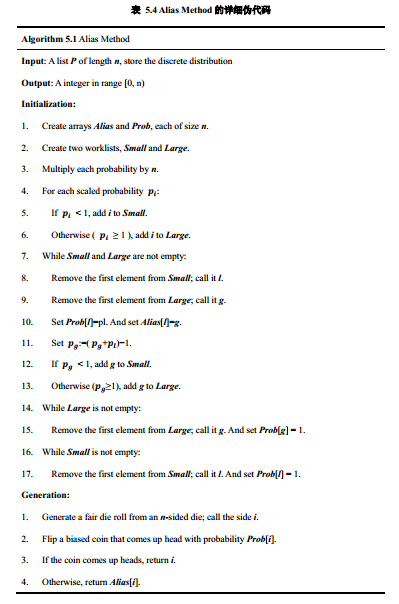 表 5.4 Alias Method 的详细伪代码
Algorithm 5.1 Alias Method
Input: A list P of length n, store the discrete distribution
Output: A integer in range [0, n)
Initialization:
1. Create arrays Alias and Prob, each of size n.
2. Create two worklists, Small and Large.
3. Multiply each probability by n.
4. For each scaled probability pᵢ:
5. If pᵢ < 1, add i to Small.
6. Otherwise ( pᵢ ≥ 1 ), add i to Large.
7. While Small and Large are not empty:
8. Remove the first element from Small; call it l.
9. Remove the first element from Large; call it g.
10. Set Prob[l]=pl. And set Alias[l]=g.
11. Set p_g:=( p_g+pₗ)−1.
12. If p_g < 1, add g to Small.
13. Otherwise (p_g≥1), add g to Large.
14. While Large is not empty:
15. Remove the first element from Large; call it g. And set Prob[g] = 1.
16. While Small is not empty:
17. Remove the first element from Small; call it l. And set Prob[l] = 1.
Generation:
1. Generate a fair die roll from an n-sided die; call the side i.
2. Flip a biased coin that comes up head with probability Prob[i].
3. If the coin comes up heads, return i.
4. Otherwise, return Alias[i].